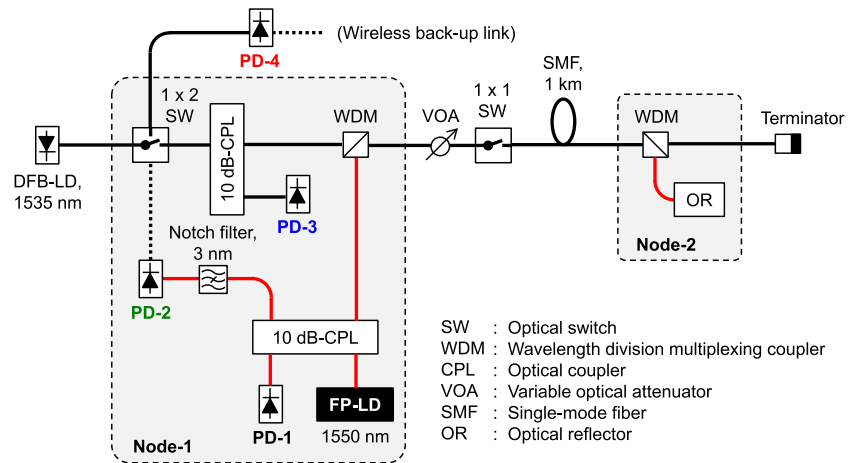 (Wireless back-up link)
PD-4
1 x 2
SW
10 dB-CPL
WDM
VOA
1 x 1
SW
SMF,
1 km
WDM
Terminator
DFB-LD,
1535 nm
PD-3
OR
Node-2
Notch filter,
3 nm
PD-2
10 dB-CPL
PD-1
FP-LD
1550 nm
Node-1
SW : Optical switch
WDM : Wavelength division multiplexing coupler
CPL : Optical coupler
VOA : Variable optical attenuator
SMF : Single-mode fiber
OR : Optical reflector